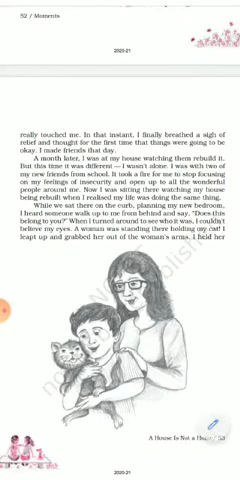 52 / Moments
2020-21
really touched me. In that instant, I finally breathed a sigh of
relief and thought for the first time that things were going to be
okay. I made friends that day.
A month later, I was at my house watching them rebuild it.
But this time it was different — I wasn't alone. I was with two of
my new friends from school. It took a fire for me to stop focusing
on my feelings of insecurity and open up to all the wonderful
people around me. Now I was sitting there watching my house
being rebuilt when I realised my life was doing the same thing.
While we sat there on the curb, planning my new bedroom,
I heard someone walk up to me from behind and say, “Does this
belong to you?” When I turned around to see who it was, I couldn't
believe my eyes. A woman was standing there holding my cat! I
leapt up and grabbed her out of the woman's arms. I held her
A House Is Not a
2020-21